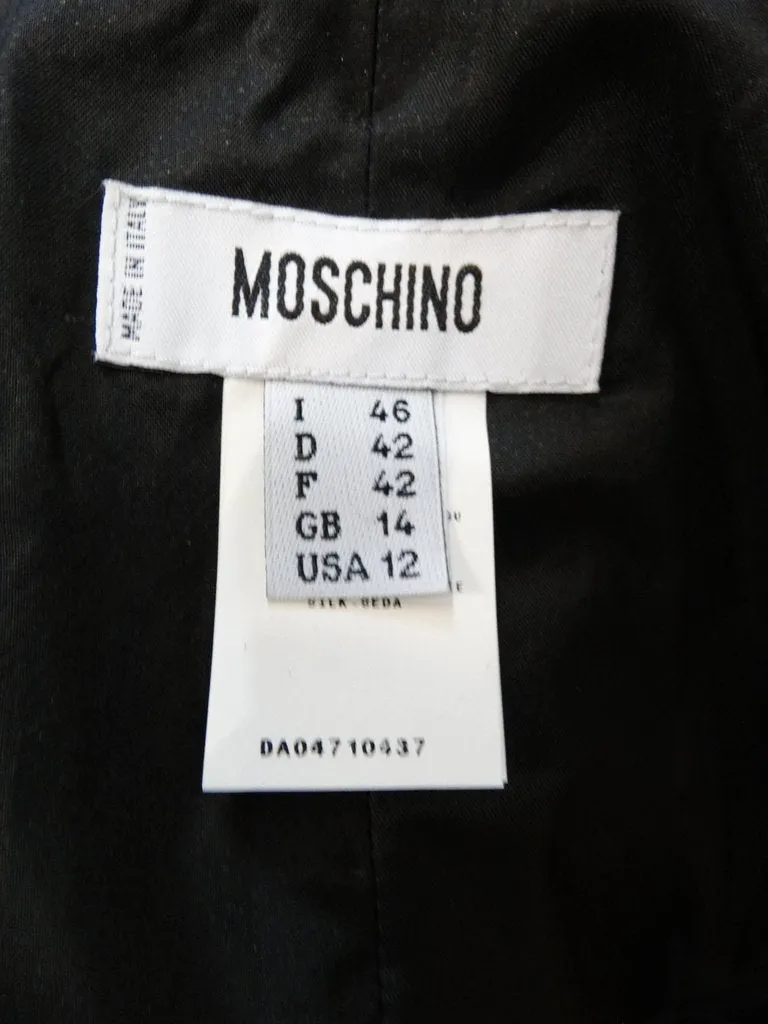 MADE IN ITALY
MOSCHINO
I 46
D 42
F 42
GB 14
USA 12
SILK-SEDA
DA04710437